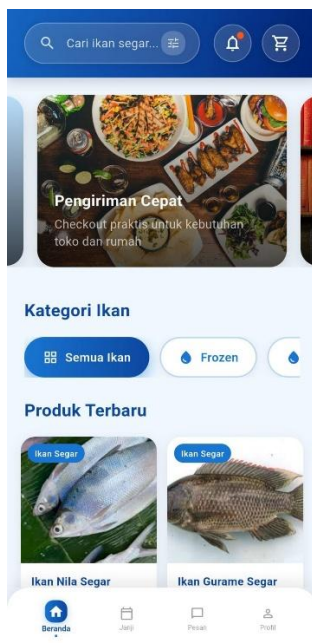 Cari ikan segar...
Pengiriman Cepat
Checkout praktis untuk kebutuhan
toko dan rumah
Kategori Ikan
Semua Ikan
Frozen
Produk Terbaru
Ikan Segar
Ikan Segar
Ikan Nila Segar
Ikan Gurame Segar
Beranda
Janji
Pesan
Profil